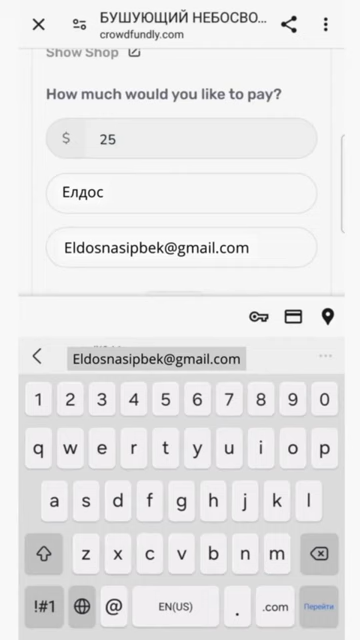 БУШУЮЩИЙ НЕБОСВО...
crowdfundly.com
Show Shop
How much would you like to pay?
$ 25
Елдос
Eldosnasipbek@gmail.com
Eldosnasipbek@gmail.com
1 2 3 4 5 6 7 8 9 0
q w e r t y u i o p
a s d f g h j k l
z x c v b n m
!#1 @ EN(US) . .com Перейти